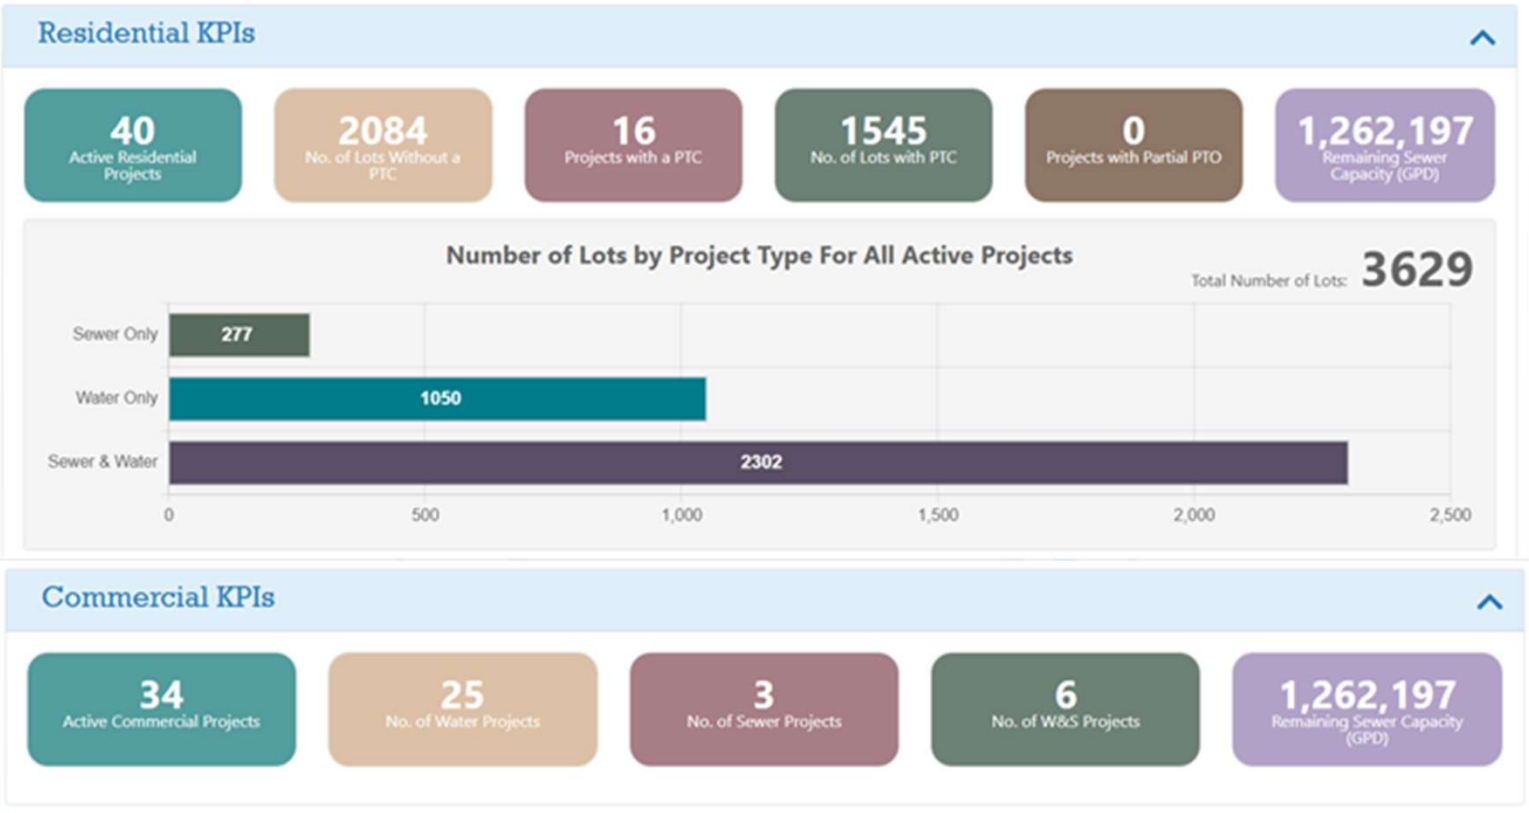 Residential KPIs
40
Active Residential
Projects
2084
No. of Lots Without a
PTC
16
Projects with a PTC
1545
No. of Lots with PTC
0
Projects with Partial PTO
1,262,197
Remaining Sewer
Capacity (GPD)
Number of Lots by Project Type For All Active Projects
Total Number of Lots: 3629
Sewer Only 277
Water Only 1050
Sewer & Water 2302
0 500 1,000 1,500 2,000 2,500
Commercial KPIs
34
Active Commercial Projects
25
No. of Water Projects
3
No. of Sewer Projects
6
No. of W&S Projects
1,262,197
Remaining Sewer Capacity
(GPD)